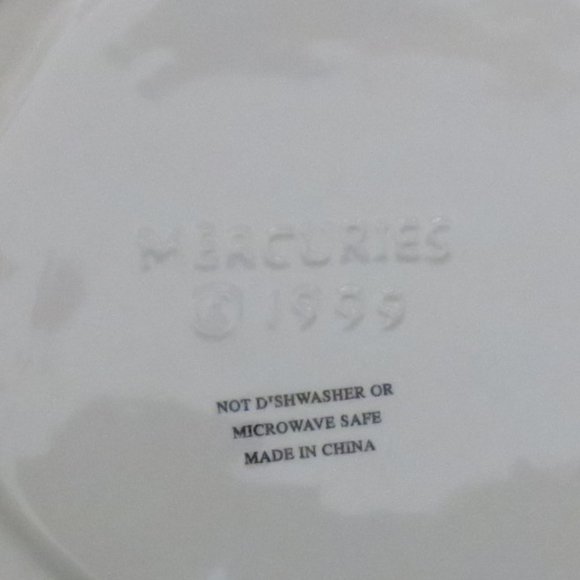 MERCURIES
© 1999
NOT D'SHWASHER OR
MICROWAVE SAFE
MADE IN CHINA